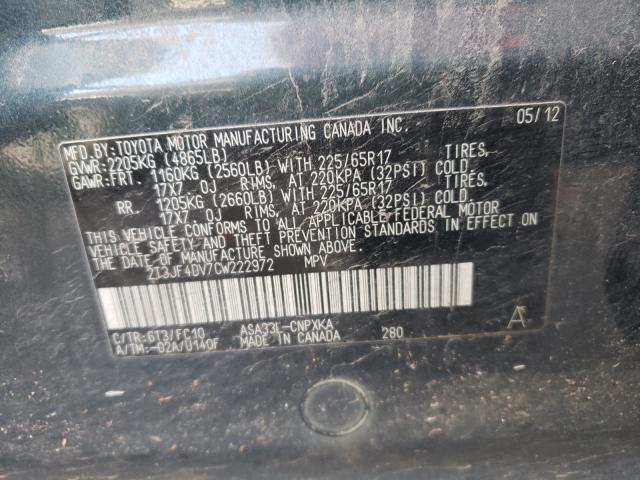 MFD.BY:TOYOTA MOTOR MANUFACTURING CANADA INC. 05/12
GVWR:2205KG (4865LB)
GAWR:FRT. 1160KG (2560LB) WITH 225/65R17 TIRES,
17X7 OJ RIMS, AT 220KPA (32PSI) COLD.
RR. 1205KG (2660LB) WITH 225/65R17 TIRES,
17X7 OJ RIMS, AT 220KPA (32PSI) COLD.
THIS VEHICLE CONFORMS TO ALL APPLICABLE FEDERAL MOTOR
VEHICLE SAFETY AND THEFT PREVENTION STANDARDS IN EFFECT ON
THE DATE OF MANUFACTURE SHOWN ABOVE.
2T3JF4DV7CW222972 MPV
C/TR:6T3/FC10 ASA33L-CNPXKA 280 A
A/TM:-02A/U140F MADE IN CANADA